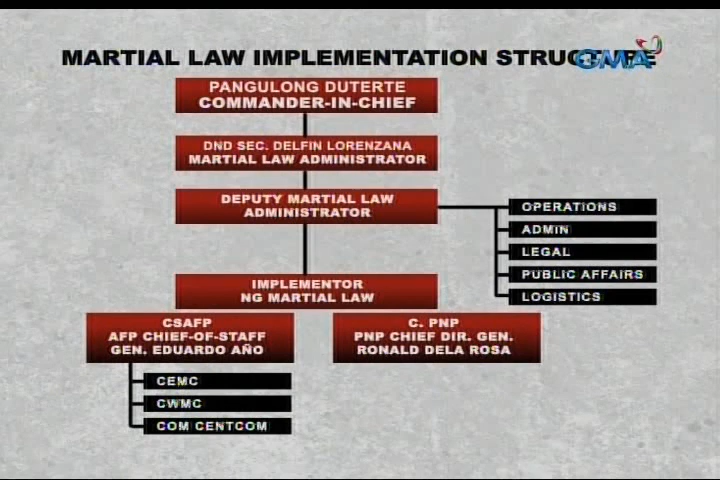 MARTIAL LAW IMPLEMENTATION STRUCTURE
GMA
PANGULONG DUTERTE
COMMANDER-IN-CHIEF
DND SEC. DELFIN LORENZANA
MARTIAL LAW ADMINISTRATOR
DEPUTY MARTIAL LAW
ADMINISTRATOR
OPERATIONS
ADMIN
LEGAL
PUBLIC AFFAIRS
LOGISTICS
IMPLEMENTOR
NG MARTIAL LAW
CSAFP
AFP CHIEF-OF-STAFF
GEN. EDUARDO AÑO
C. PNP
PNP CHIEF DIR. GEN.
RONALD DELA ROSA
CEMC
CWMC
COM CENTCOM